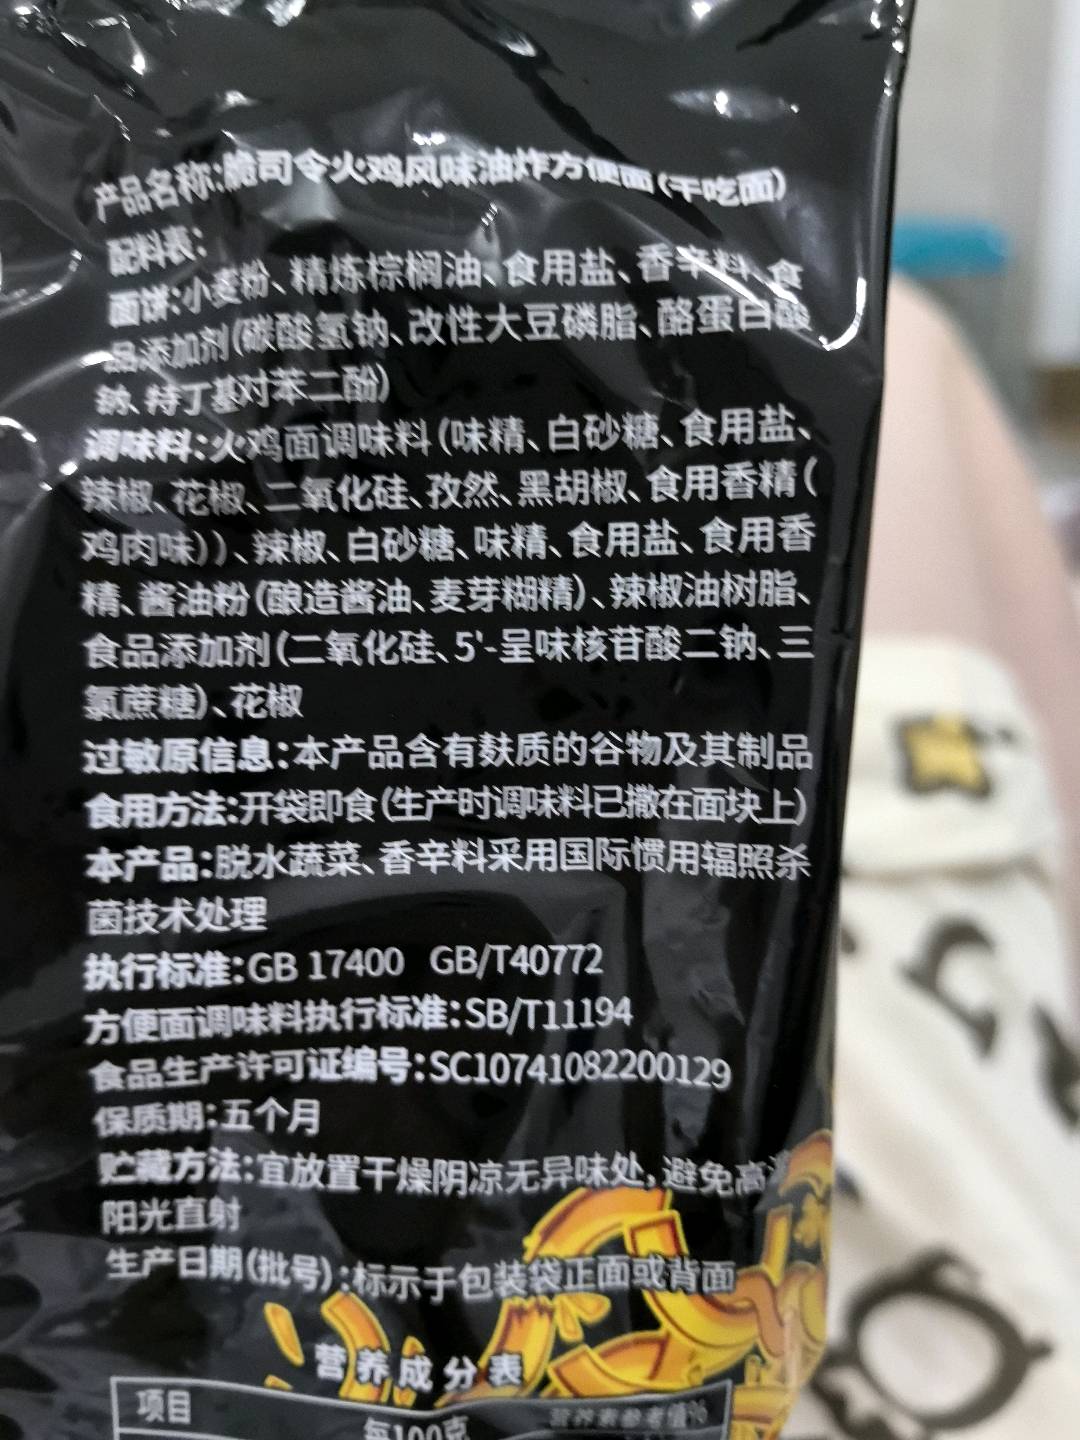 产品名称:脆司令火鸡风味油炸方便面(干吃面)
配料表:
面饼:小麦粉、精炼棕榈油、食用盐、香辛料、食
品添加剂(碳酸氢钠、改性大豆磷脂、酪蛋白酸
钠、特丁基对苯二酚)
调味料:火鸡面调味料(味精、白砂糖、食用盐、
辣椒、花椒、二氧化硅、孜然、黑胡椒、食用香精(
鸡肉味))、辣椒、白砂糖、味精、食用盐、食用香
精、酱油粉(酿造酱油、麦芽糊精)、辣椒油树脂、
食品添加剂(二氧化硅、5'-呈味核苷酸二钠、三
氯蔗糖)、花椒
过敏原信息:本产品含有麸质的谷物及其制品
食用方法:开袋即食(生产时调味料已撒在面块上)
本产品:脱水蔬菜、香辛料采用国际惯用辐照杀
菌技术处理
执行标准:GB 17400 GB/T40772
方便面调味料执行标准:SB/T11194
食品生产许可证编号:SC10741082200129
保质期:五个月
贮藏方法:宜放置干燥阴凉无异味处,避免高温
阳光直射
生产日期(批号):标示于包装袋正面或背面
营养成分表
项目 每100克 营养素参考值%